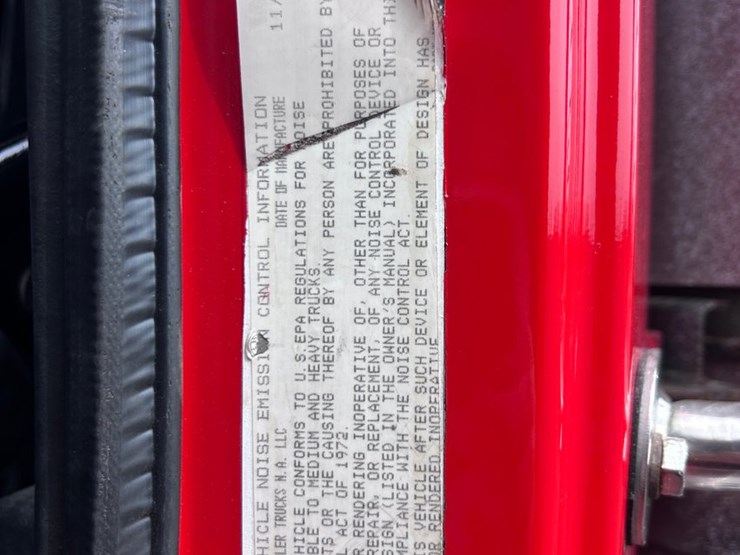 HICLE NOISE EMISSION CONTROL INFORMATION
LER TRUCKS N.A. LLC DATE OF MANUFACTURE 11/
HICLE CONFORMS TO U.S.EPA REGULATIONS FOR NOISE
BLE TO MEDIUM AND HEAVY TRUCKS.
TS OR THE CAUSING THEREOF BY ANY PERSON ARE PROHIBITED BY
L ACT OF 1972.
R RENDERING INOPERATIVE OF, OTHER THAN FOR PURPOSES OF
REPAIR, OR REPLACEMENT, OF ANY NOISE CONTROL DEVICE OR
SIGN (LISTED IN THE OWNER'S MANUAL) INCORPORATED INTO THI
MPLIANCE WITH THE NOISE CONTROL ACT.
S VEHICLE AFTER SUCH DEVICE OR ELEMENT OF DESIGN HAS
OR RENDERED INOPERATIVE